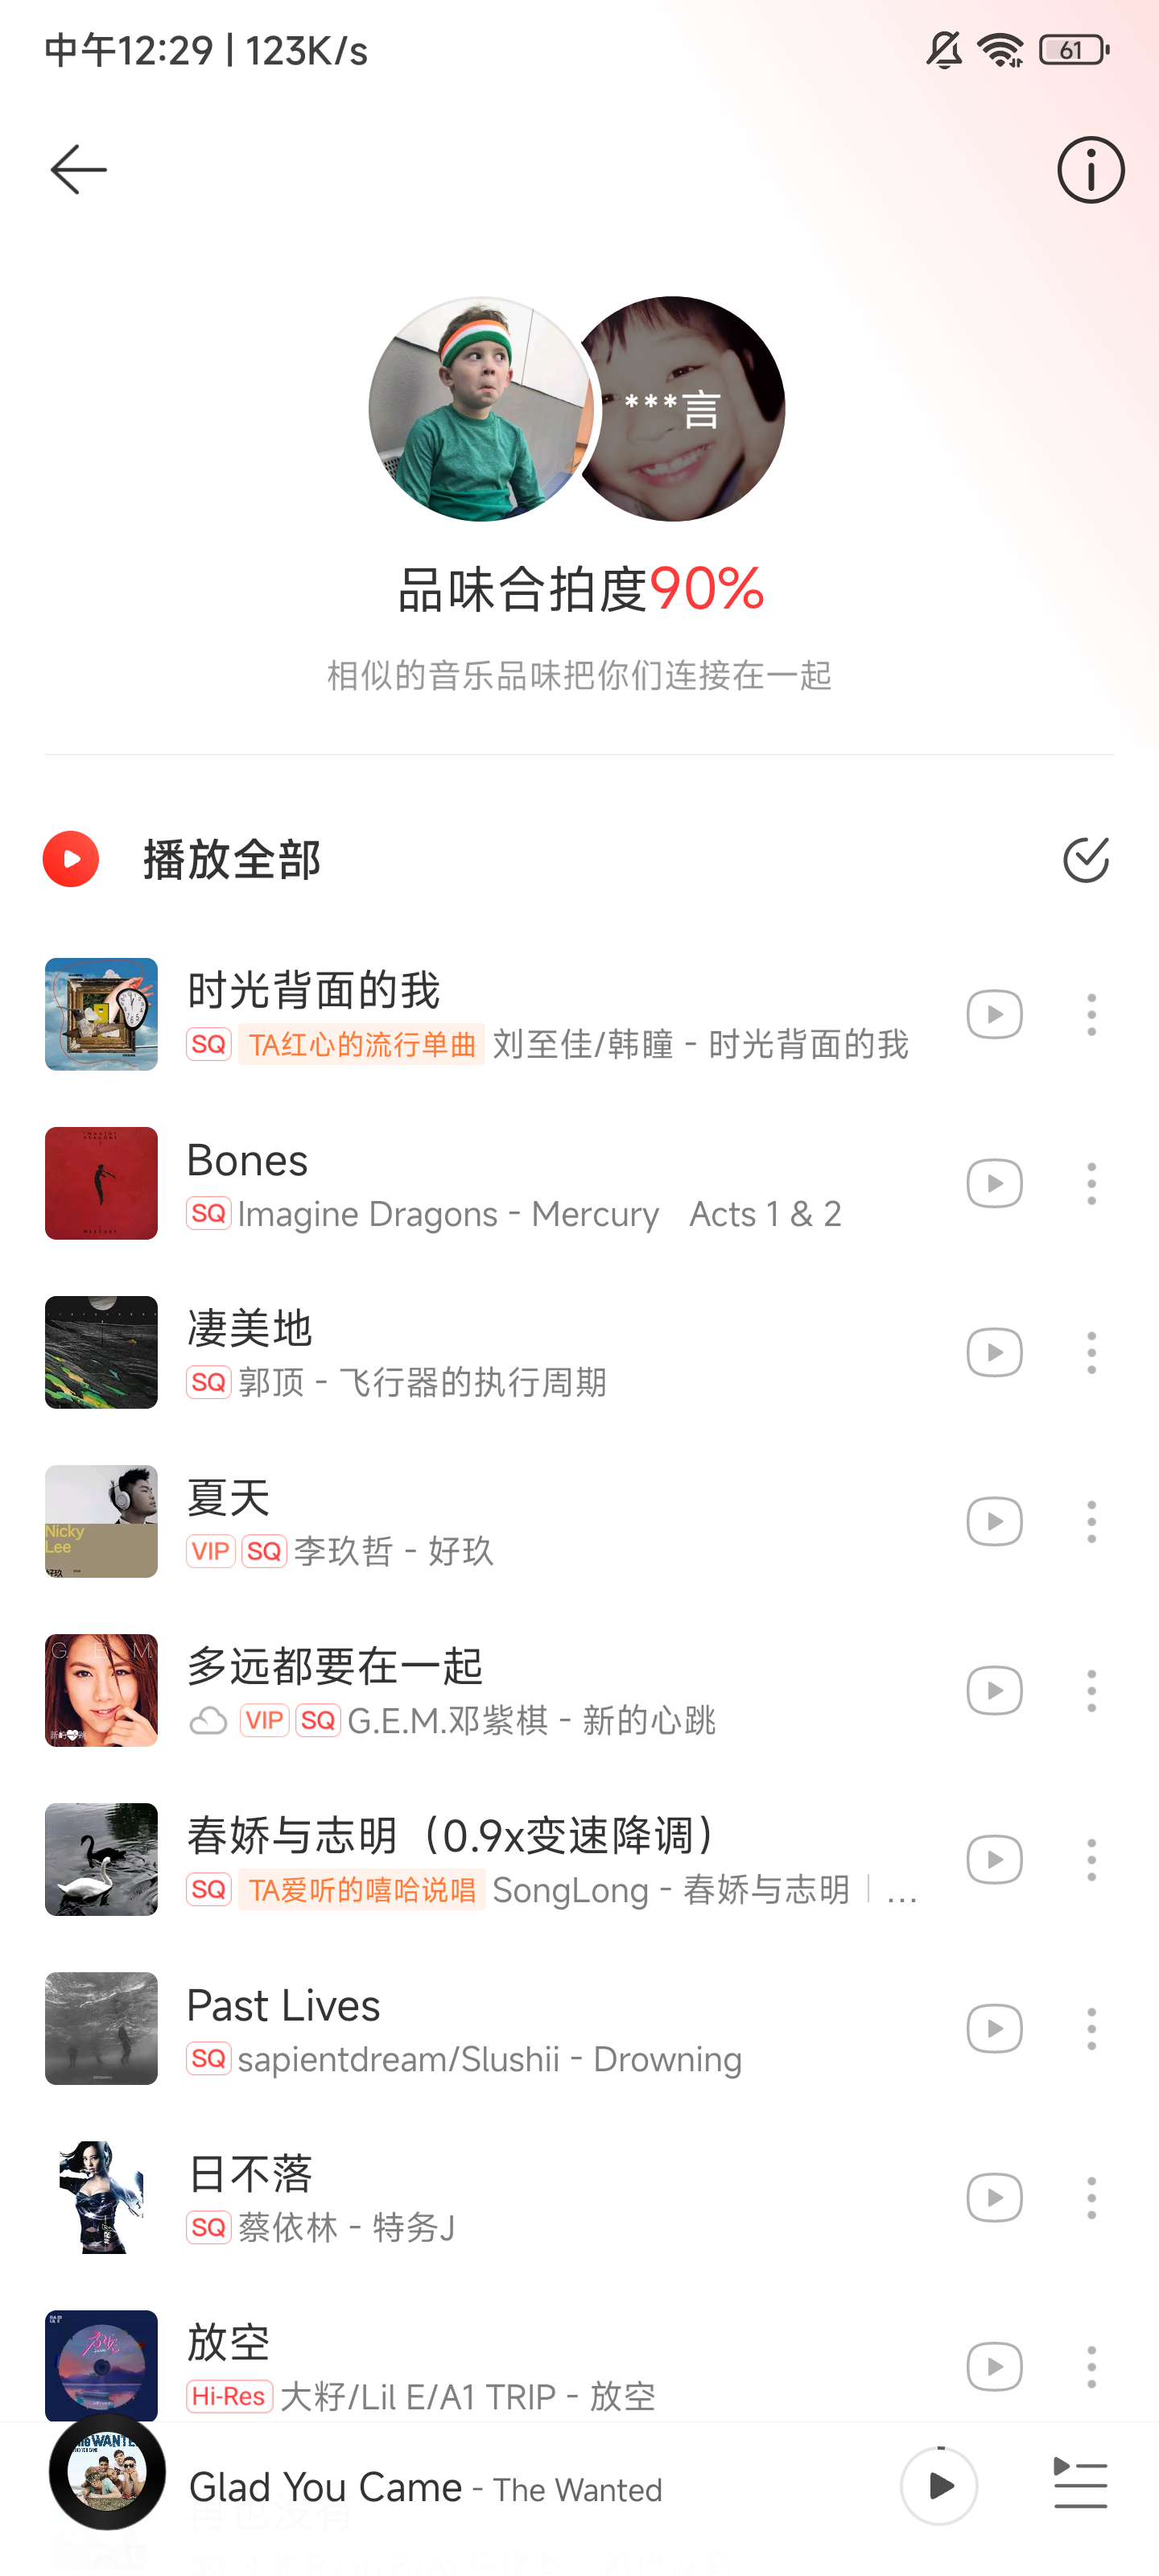 中午12:29 | 123K/s
61
***言
品味合拍度90%
相似的音乐品味把你们连接在一起
播放全部
时光背面的我
SQ TA红心的流行单曲 刘至佳/韩瞳 - 时光背面的我
Bones
SQ Imagine Dragons - Mercury Acts 1 & 2
凄美地
SQ 郭顶 - 飞行器的执行周期
Nicky
Lee
好玖
夏天
VIP SQ 李玖哲 - 好玖
G. E. M.
多远都要在一起
VIP SQ G.E.M.邓紫棋 - 新的心跳
春娇与志明（0.9x变速降调）
SQ TA爱听的嘻哈说唱 SongLong - 春娇与志明｜ ...
Past Lives
SQ sapientdream/Slushii - Drowning
日不落
SQ 蔡依林 - 特务J
放空
Hi-Res 大籽/Lil E/A1 TRIP - 放空
Glad You Came - The Wanted
再也没有